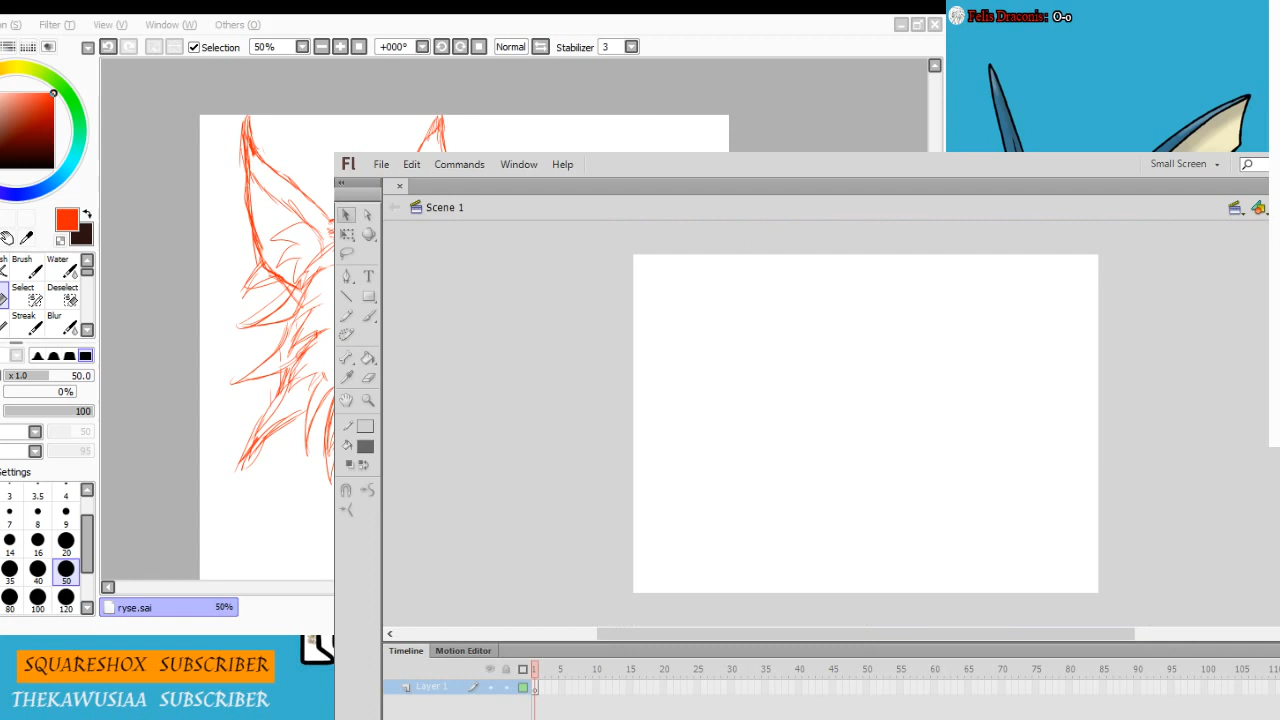 Felis Draconis: O-o
n (S) Filter (T) View (V) Window (W) Others (O)
Selection 50% +000° Normal Stabilizer 3
Fl File Edit Commands Window Help Small Screen
Scene 1
Brush Water
Select Deselect
Streak Blur
x 1.0 50.0
0%
100
50
95
ettings
3 3.5 4
7 8 9
14 16 20
35 40 50
80 100 120
ryse.sai 50%
Timeline Motion Editor
1 5 10 15 20 25 30 35 40 45 50 55 60 65 70 75 80 85 90 95 100 105 110
Layer 1
SQUARESHOX SUBSCRIBER
THEKAWUSIAA SUBSCRIBER